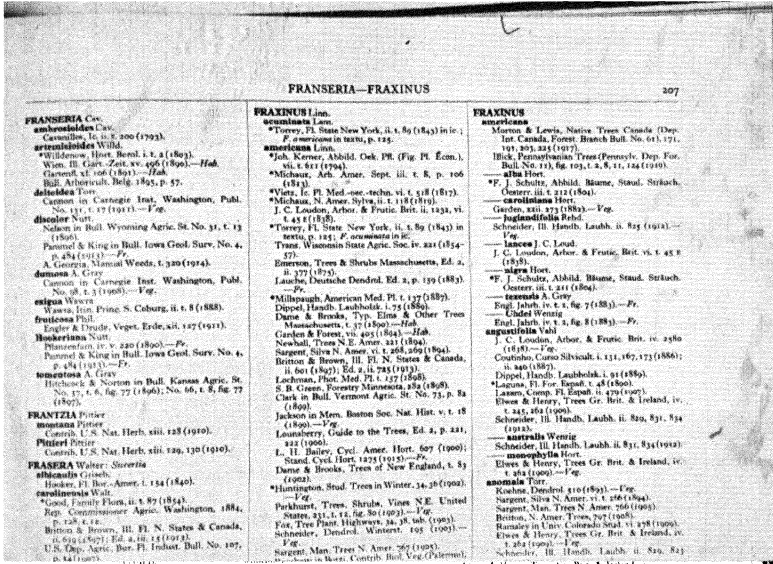 FRANSERIA—FRAXINUS
207
FRANSERIA Cav.
ambrosioides Cav.
Cavanilles, Ic. ii. t. 200 (1793).
artemisioides Willd.
*Willdenow, Hort. Berol. i. t. 2 (1803).
Wien. Ill. Gart.-Zeit. xv. 496 (1890).—Hab.
Gartenfl. xl. 106 (1891).—Hab.
Bull. Arboricult. Belg. 1895, p. 57.
deltoidea Torr.
Cannon in Carnegie Inst. Washington, Publ.
No. 131, t. 17 (1911).—Veg.
discolor Nutt.
Nelson in Bull. Wyoming Agric. St. No. 31, t. 13
(1896).
Pammel & King in Bull. Iowa Geol. Surv. No. 4,
p. 484 (1913).—Fr.
A. Georgia, Manual Weeds, t. 320 (1914).
dumosa A. Gray
Cannon in Carnegie Inst. Washington, Publ.
No. 98, t. 3 (1908).—Veg.
exigua Wawra
Wawra, Itin. Princ. S. Coburg, ii. t. 8 (1888).
fruticosa Phil.
Engler & Drude, Veget. Erde, xii. 127 (1911).
Hookeriana Nutt.
Pflanzenfam. iv. v. 220 (1890).—Fr.
Pammel & King in Bull. Iowa Geol. Surv. No. 4,
p. 484 (1913).—Fr.
tomentosa A. Gray
Hitchcock & Norton in Bull. Kansas Agric. St.
No. 57, t. 6, fig. 77 (1896); No. 66, t. 8, fig. 77
(1897).
FRANTZIA Pittier
montana Pittier
Contrib. U.S. Nat. Herb. xiii. 128 (1910).
Pittieri Pittier
Contrib. U.S. Nat. Herb. xiii. 129, 130 (1910).
FRASERA Walter: Swertia
albicaulis Griseb.
Hooker, Fl. Bor.-Amer. t. 154 (1840).
carolinensis Walt.
*Good, Family Flora, ii. t. 87 (1854).
Rep. Commissioner Agric. Washington, 1884,
p. 128, t. 12.
Britton & Brown, Ill. Fl. N. States & Canada,
ii. 619 (1897); Ed. 2, iii. 15 (1913).
U.S. Dep. Agric. Bur. Pl. Indust. Bull. No. 107,
FRAXINUS Linn.
acuminata Lam.
*Torrey, Fl. State New York, ii. t. 89 (1843) in ic.;
F. americana in textu, p. 125.
americana Linn.
*Joh. Kerner, Abbild. Oek. Pfl. (Fig. Pl. Écon.),
vii. t. 611 (1794).
*Michaux, Arb. Amer. Sept. iii. t. 8, p. 106
(1813).
*Vietz, Ic. Pl. Med.-oec.-techn. vi. t. 518 (1817).
*Michaux, N. Amer. Sylva, iii. t. 118 (1819).
J. C. Loudon, Arbor. & Frutic. Brit. ii. 1232, vi.
t. 45 E (1838).
*Torrey, Fl. State New York, ii. t. 89 (1843) in
textu, p. 125; F. acuminata in ic.
Trans. Wisconsin State Agric. Soc. iv. 221 (1854-
57).
Emerson, Trees & Shrubs Massachusetts, Ed. 2,
ii. 377 (1875).
Lauche, Deutsche Dendrol. Ed. 2, p. 159 (1883).
—Fr.
*Millspaugh, American Med. Pl. t. 137 (1887).
Dippel, Handb. Laubholzk. i. 75 (1889).
Dame & Brooks, Typ. Elms & Other Trees
Massachusetts, t. 37 (1890).—Hab.
Garden & Forest, vii. 405 (1894).—Hab.
Newhall, Trees N.E. Amer. 221 (1894).
Sargent, Silva N. Amer. vi. t. 268, 269 (1894).
Britton & Brown, Ill. Fl. N. States & Canada,
ii. 601 (1897); Ed. 2, ii. 725 (1913).
Lochman, Phot. Med. Pl. t. 137 (1898).
S. B. Green, Forestry Minnesota, 282 (1898).
Clark in Bull. Vermont Agric. St. No. 73, p. 82
(1899).
Jackson in Mem. Boston Soc. Nat. Hist. v. t. 18
(1899).—Veg.
Lounsberry, Guide to the Trees, Ed. 2, p. 221,
222 (1900).
L. H. Bailey, Cycl. Amer. Hort. 607 (1900);
Stand. Cycl. Hort. 1275 (1915).—Fr.
Dame & Brooks, Trees of New England, t. 83
(1902).
*Huntington, Stud. Trees in Winter, 34, 36 (1902).
—Veg.
Parkhurst, Trees, Shrubs, Vines N.E. United
States, 231, t. 12, fig. 80 (1903).—Veg.
Fox, Tree Plant. Highways, 34, 38, tab. (1903).
Schneider, Dendrol. Winterst. 195 (1903).—
Veg.
Sargent, Man. Trees N. Amer. 767 (1905).
FRAXINUS
americana
Morton & Lewis, Native Trees Canada (Dep.
Int. Canada, Forest. Branch Bull. No. 61), 171,
191, 203, 225 (1917).
Illick, Pennsylvanian Trees (Pennsylv. Dep. For.
Bull. No. 11), fig. 103, t. 2, 8, 11, 124 (1919).
— alba Hort.
*F. J. Schultz, Abbild. Bäume, Staud. Sträuch.
Oesterr. iii. t. 212 (1804).
— caroliniana Hort.
Garden, xxii. 273 (1882).—Veg.
— juglandifolia Rehd.
Schneider, Ill. Handb. Laubh. ii. 825 (1912).—
Veg.
— lancea J. C. Loud.
J. C. Loudon, Arbor. & Frutic. Brit. vi. t. 45 E
(1838).
— nigra Hort.
*F. J. Schultz, Abbild. Bäume, Staud. Sträuch.
Oesterr. iii. t. 211 (1804).
— texensis A. Gray
Engl. Jahrb. iv. t. 2, fig. 7 (1883).—Fr.
— Uhdei Wenzig
Engl. Jahrb. iv. t. 2, fig. 8 (1883).—Fr.
angustifolia Vahl
J. C. Loudon, Arbor. & Frutic. Brit. iv. 2580
(1838).—Veg.
Coutinho, Curso Silvicult. i. 131, 167, 173 (1886);
ii. 240 (1887).
Dippel, Handb. Laubholzk. i. 91 (1889).
*Laguna, Fl. For. Españ. t. 48 (1890).
Lazaro, Comp. Fl. Españ. ii. 479 (1907).
Elwes & Henry, Trees Gr. Brit. & Ireland, iv.
t. 245, 262 (1909).
Schneider, Ill. Handb. Laubh. ii. 829, 831, 834
(1912).
— australis Wenzig
Schneider, Ill. Handb. Laubh. ii. 831, 834 (1912).
— monophylla Hort.
Elwes & Henry, Trees Gr. Brit. & Ireland, iv.
t. 262 (1909).—Veg.
anomala Torr.
Koehne, Dendrol. 510 (1893).—Veg.
Sargent, Silva N. Amer. vi. t. 266 (1894).
Sargent, Man. Trees N. Amer. 766 (1905).
Britton, N. Amer. Trees, 797 (1908).
Ramaley in Univ. Colorado Stud. vi. 258 (1909).
Elwes & Henry, Trees Gr. Brit. & Ireland, iv.
t. 262 (1909).—Veg.
Schneider, Ill. Handb. Laubh. ii. 829, 823